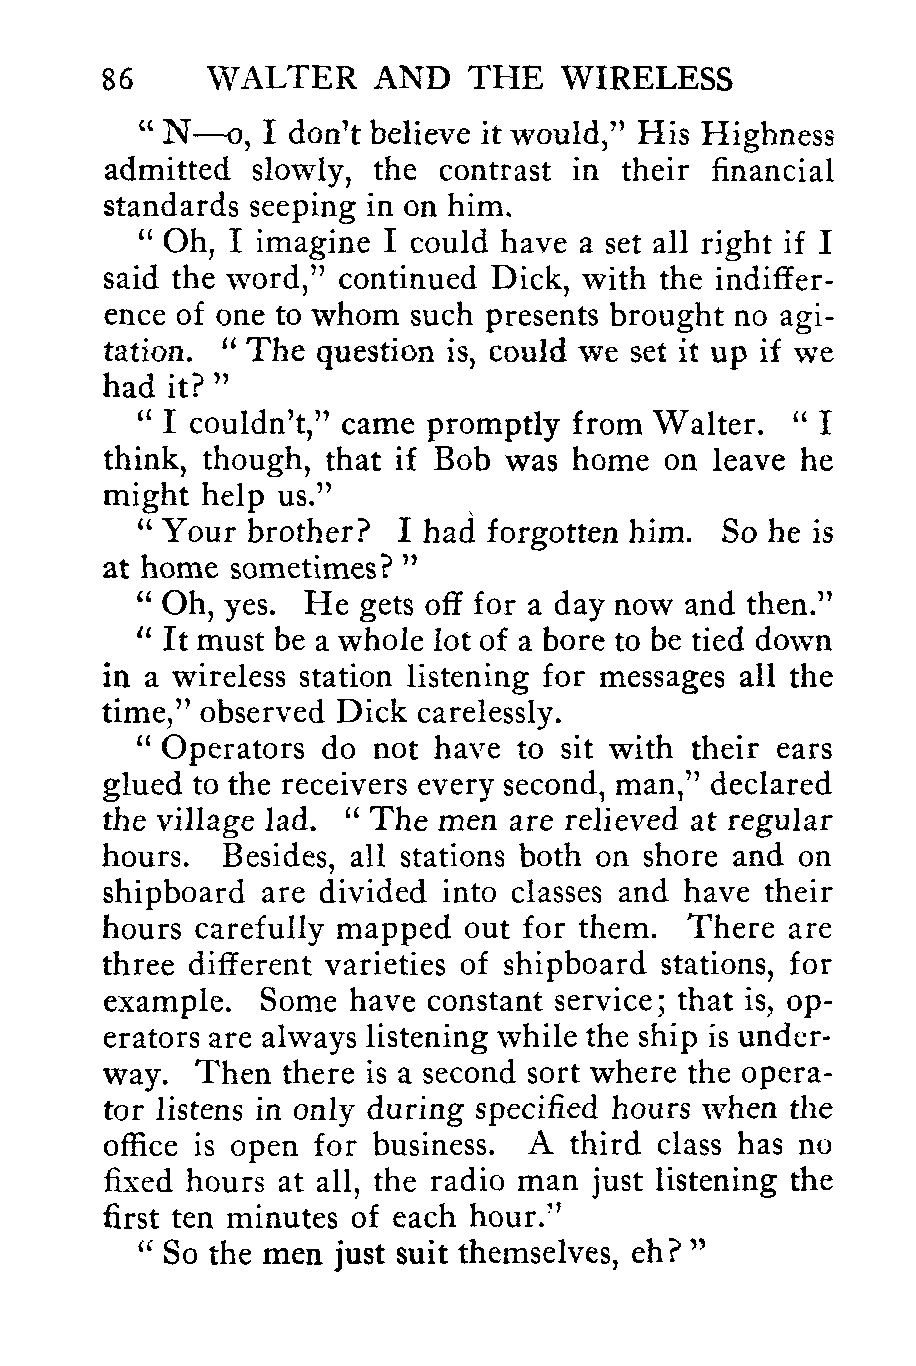 86 WALTER AND THE WIRELESS
“ N—o, I don’t believe it would,” His Highness
admitted slowly, the contrast in their financial
standards seeping in on him.
“ Oh, I imagine I could have a set all right if I
said the word,” continued Dick, with the indiffer-
ence of one to whom such presents brought no agi-
tation. “ The question is, could we set it up if we
had it? ”
“ I couldn’t,” came promptly from Walter. “ I
think, though, that if Bob was home on leave he
might help us.”
“ Your brother? I had forgotten him. So he is
at home sometimes? ”
“ Oh, yes. He gets off for a day now and then.”
“ It must be a whole lot of a bore to be tied down
in a wireless station listening for messages all the
time,” observed Dick carelessly.
“ Operators do not have to sit with their ears
glued to the receivers every second, man,” declared
the village lad. “ The men are relieved at regular
hours. Besides, all stations both on shore and on
shipboard are divided into classes and have their
hours carefully mapped out for them. There are
three different varieties of shipboard stations, for
example. Some have constant service; that is, op-
erators are always listening while the ship is under-
way. Then there is a second sort where the opera-
tor listens in only during specified hours when the
office is open for business. A third class has no
fixed hours at all, the radio man just listening the
first ten minutes of each hour.”
“ So the men just suit themselves, eh? ”